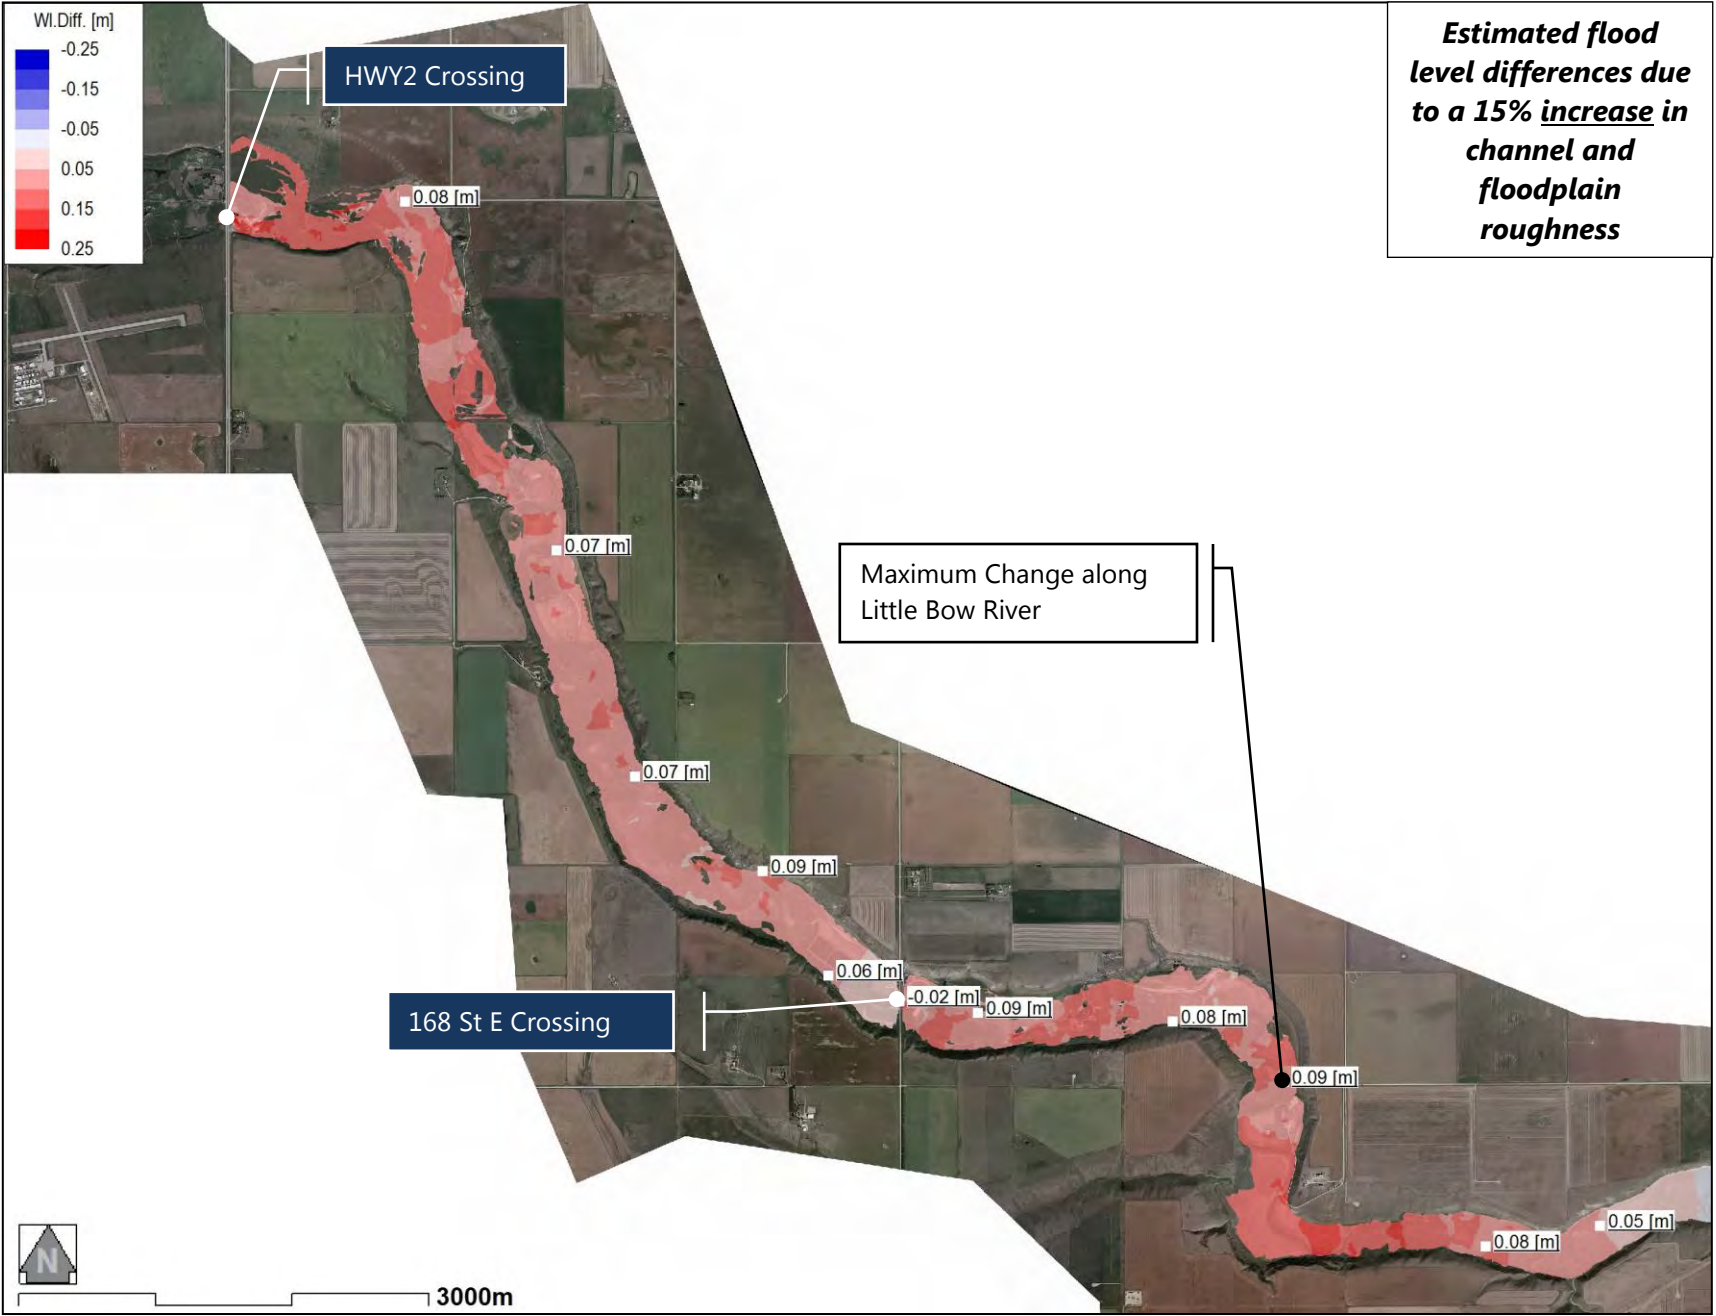 Wl.Diff. [m]
-0.25
-0.15
-0.05
0.05
0.15
0.25
HWY2 Crossing
Estimated flood
level differences due
to a 15% increase in
channel and
floodplain
roughness
0.08 [m]
0.07 [m]
Maximum Change along
Little Bow River
0.07 [m]
0.09 [m]
0.06 [m]
-0.02 [m]
0.09 [m]
0.08 [m]
168 St E Crossing
0.09 [m]
0.05 [m]
0.08 [m]
N
3000m